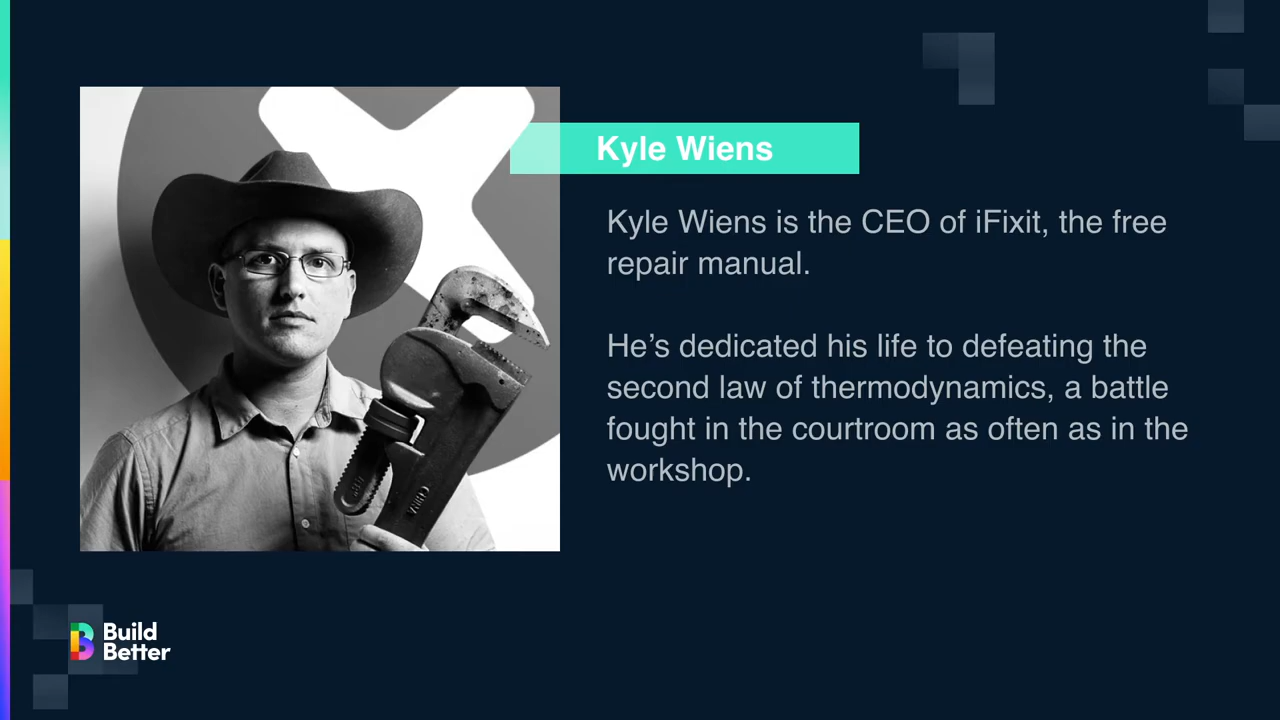 Kyle Wiens
Kyle Wiens is the CEO of iFixit, the free
repair manual.
He’s dedicated his life to defeating the
second law of thermodynamics, a battle
fought in the courtroom as often as in the
workshop.
Build
Better